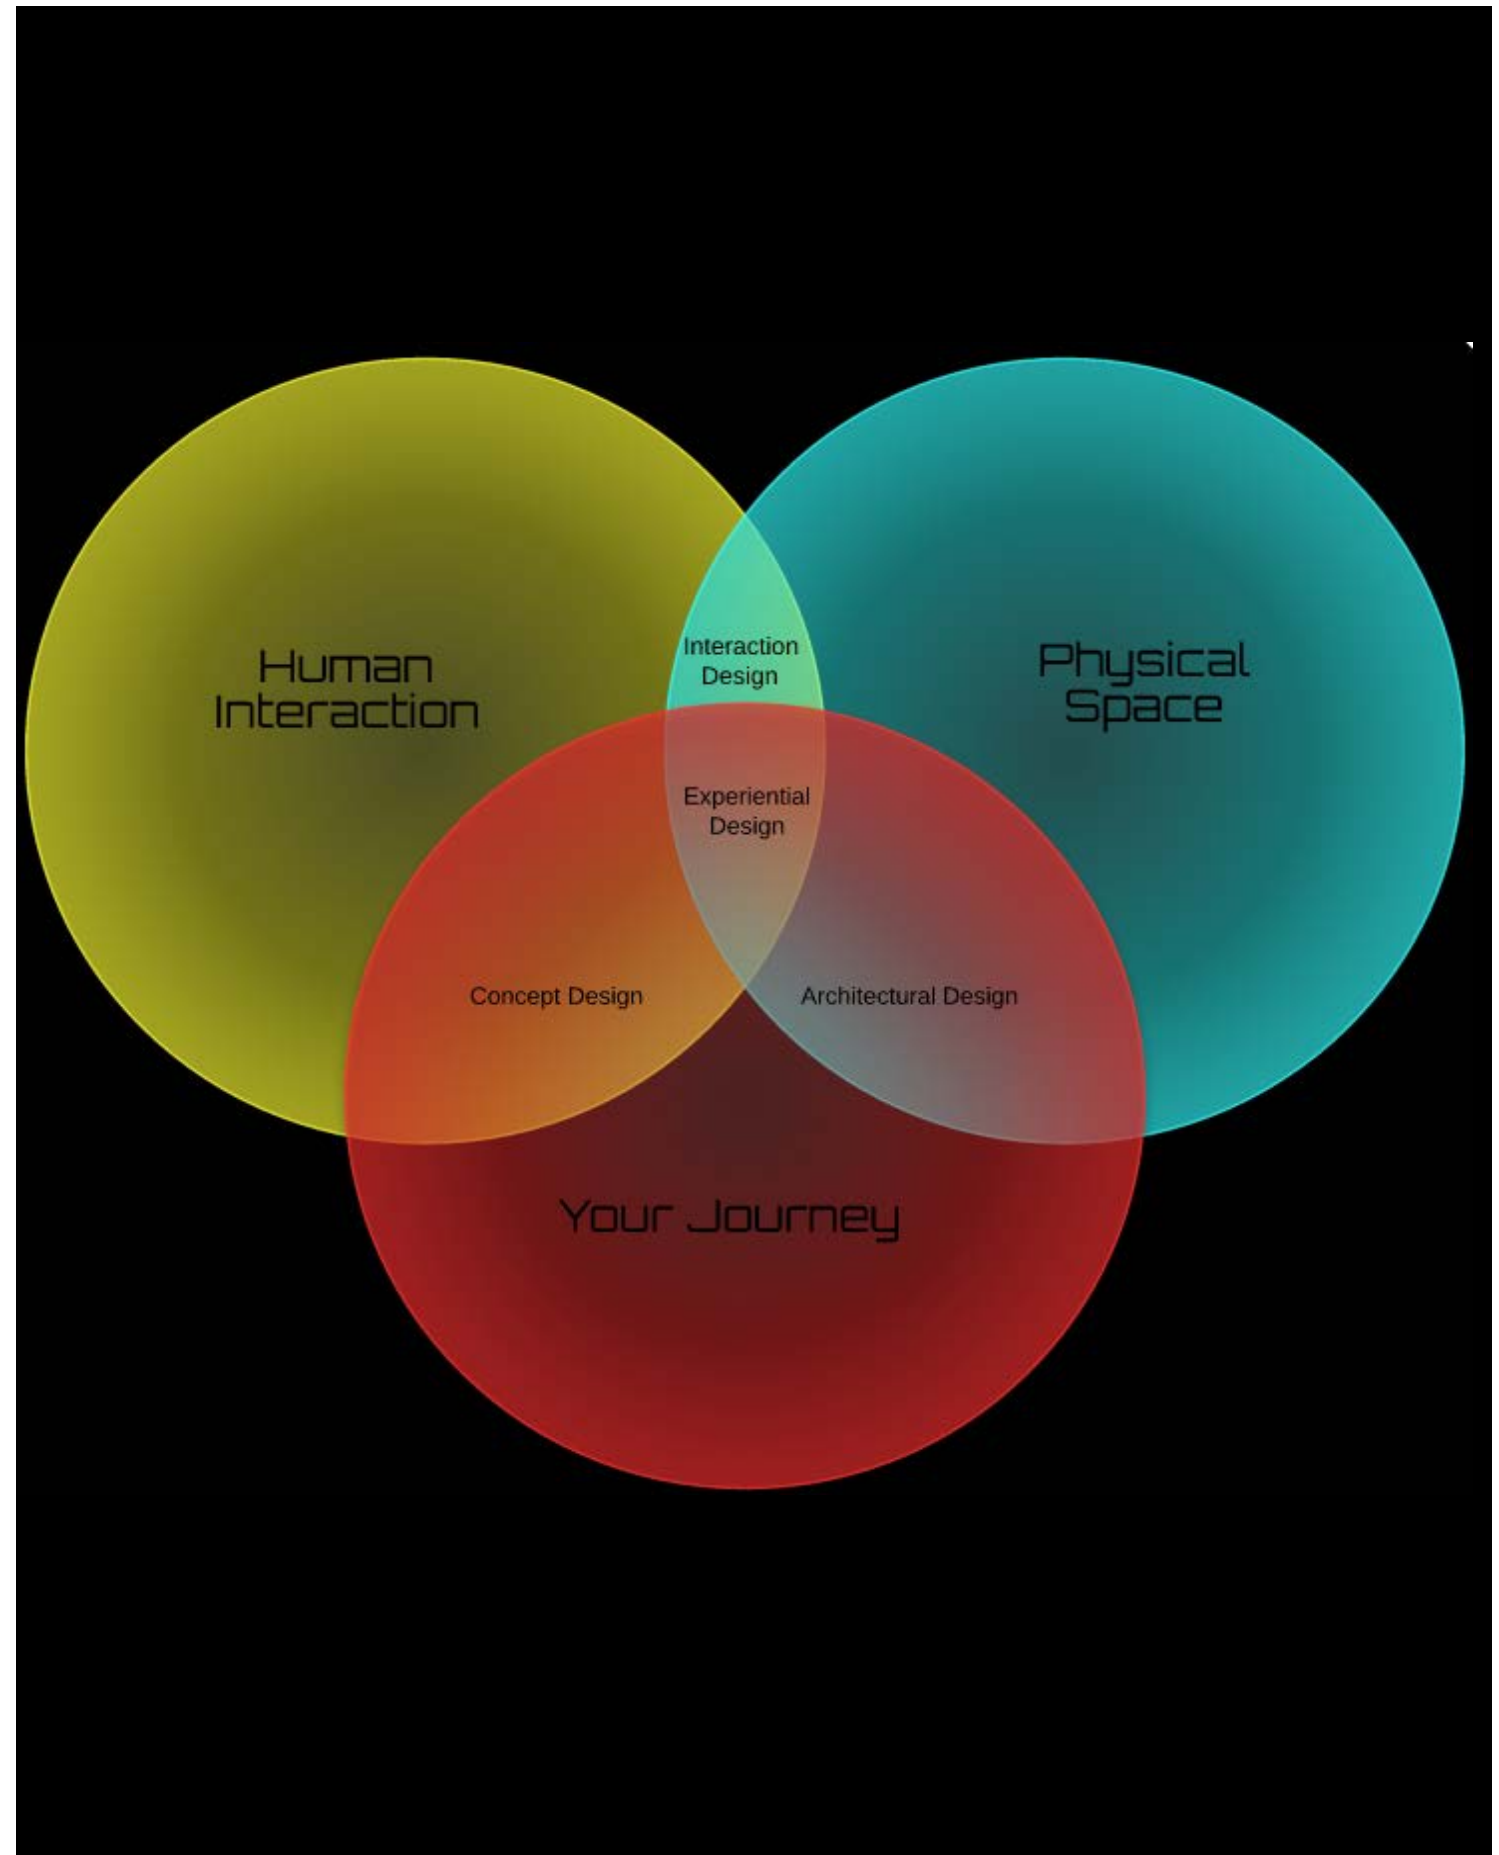 Human
Interaction
Physical
Space
Interaction
Design
Experiential
Design
Concept Design
Architectural Design
Your Journey